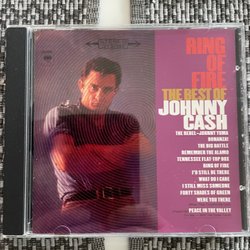 RING
OF
FIRE
THE BEST OF
JOHNNY
CASH
THE REBEL–JOHNNY YUMA
BONANZA!
THE BIG BATTLE
REMEMBER THE ALAMO
TENNESSEE FLAT-TOP BOX
RING OF FIRE
I'D STILL BE THERE
WHAT DO I CARE
I STILL MISS SOMEONE
FORTY SHADES OF GREEN
WERE YOU THERE
PEACE IN THE VALLEY